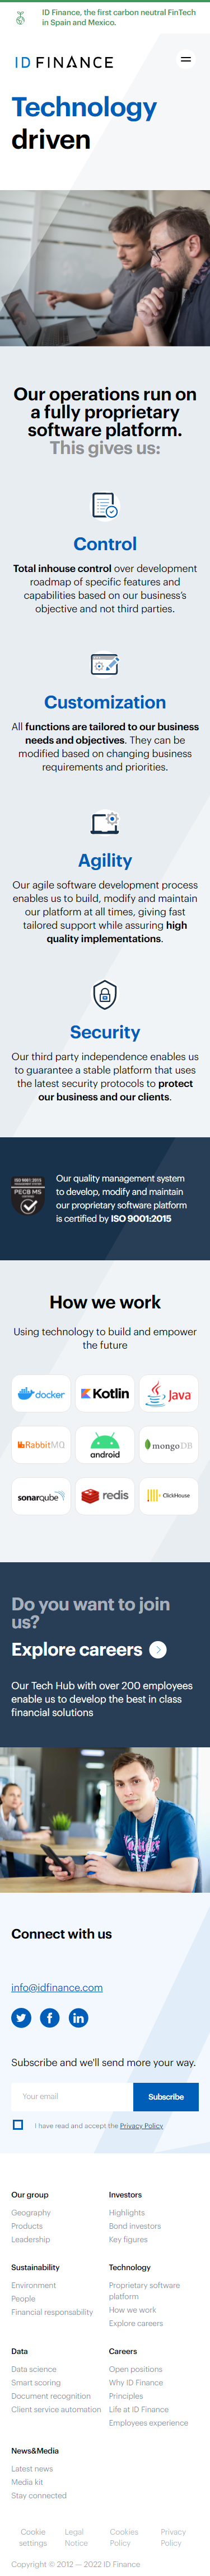 ID Finance, the first carbon neutral FinTech
in Spain and Mexico.
ID FINANCE
Technology
driven
Our operations run on
a fully proprietary
software platform.
This gives us:
Control
Total inhouse control over development
roadmap of specific features and
capabilities based on our business's
objective and not third parties.
Customization
All functions are tailored to our business
needs and objectives. They can be
modified based on changing business
requirements and priorities.
Agility
Our agile software development process
enables us to build, modify and maintain
our platform at all times, giving fast
tailored support while assuring high
quality implementations.
Security
Our third party independence enables us
to guarantee a stable platform that uses
the latest security protocols to protect
our business and our clients.
ISO 9001:2015
PECB MS
Our quality management system
to develop, modify and maintain
our proprietary software platform
is certified by ISO 9001:2015
How we work
Using technology to build and empower
the future
docker
Kotlin
Java
RabbitMQ
android
mongoDB
sonarqube
redis
ClickHouse
Do you want to join
us?
Explore careers
Our Tech Hub with over 200 employees
enable us to develop the best in class
financial solutions
Connect with us
info@idfinance.com
Subscribe and we'll send more your way.
Your email
Subscribe
I have read and accept the Privacy Policy
Our group
Geography
Products
Leadership
Investors
Highlights
Bond investors
Key figures
Sustainability
Environment
People
Financial responsability
Technology
Proprietary software
platform
How we work
Explore careers
Data
Data science
Smart scoring
Document recognition
Client service automation
Careers
Open positions
Why ID Finance
Principles
Life at ID Finance
Employees experience
News&Media
Latest news
Media kit
Stay connected
Cookie
settings
Legal
Notice
Cookies
Policy
Privacy
Policy
Copyright © 2012 — 2022 ID Finance